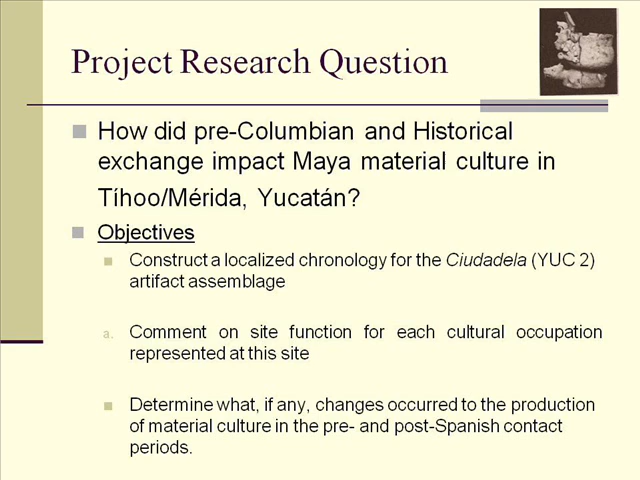 Project Research Question
How did pre-Columbian and Historical
exchange impact Maya material culture in
Tíhoo/Mérida, Yucatán?
Objectives
Construct a localized chronology for the Ciudadela (YUC 2)
artifact assemblage
a. Comment on site function for each cultural occupation
represented at this site
Determine what, if any, changes occurred to the production
of material culture in the pre- and post-Spanish contact
periods.